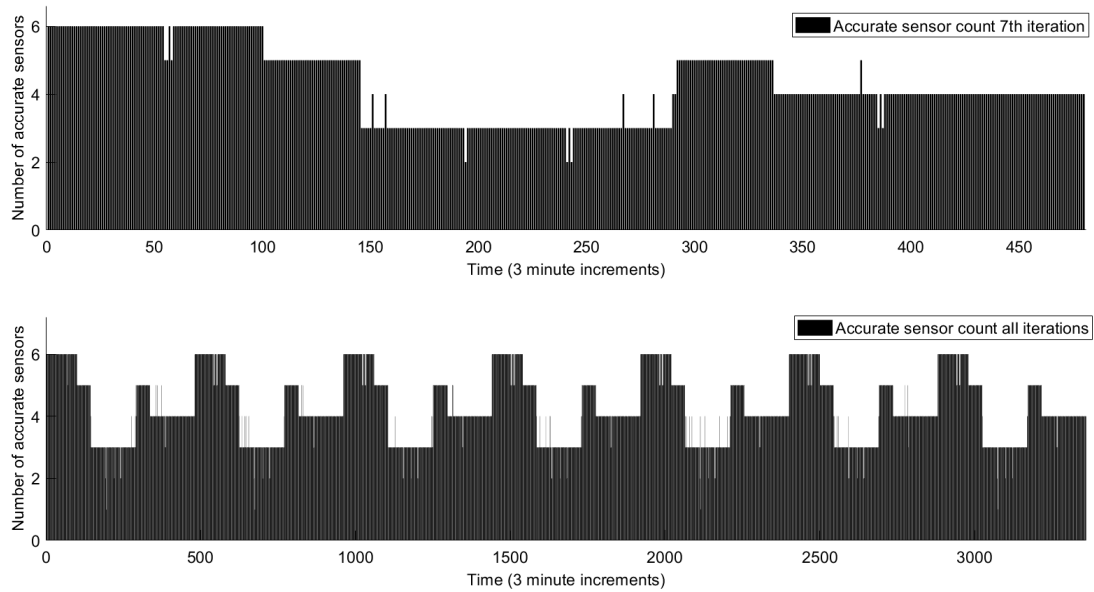 Number of accurate sensors
6
4
2
0
Accurate sensor count 7th iteration
0 50 100 150 200 250 300 350 400 450
Time (3 minute increments)
Number of accurate sensors
6
4
2
0
Accurate sensor count all iterations
0 500 1000 1500 2000 2500 3000
Time (3 minute increments)